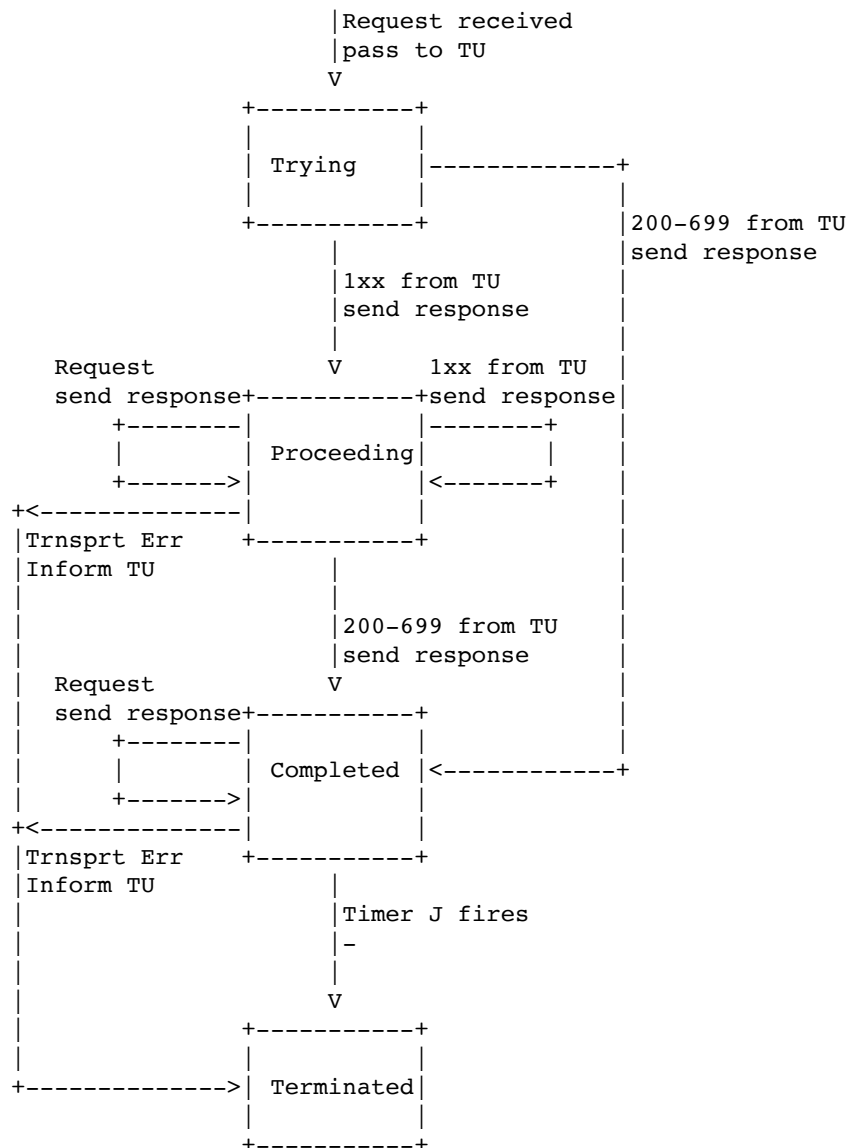 Request received
pass to TU
Trying
200-699 from TU
send response
1xx from TU
send response
Request
send response
1xx from TU
send response
Proceeding
Trnsprt Err
Inform TU
200-699 from TU
send response
Request
send response
Completed
Trnsprt Err
Inform TU
Timer J fires
-
Terminated